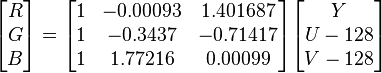 [R] = [1 -0.00093 1.401687] [Y]
[G] = [1 -0.3437 -0.71417] [U - 128]
[B] = [1 1.77216 0.00099] [V - 128]